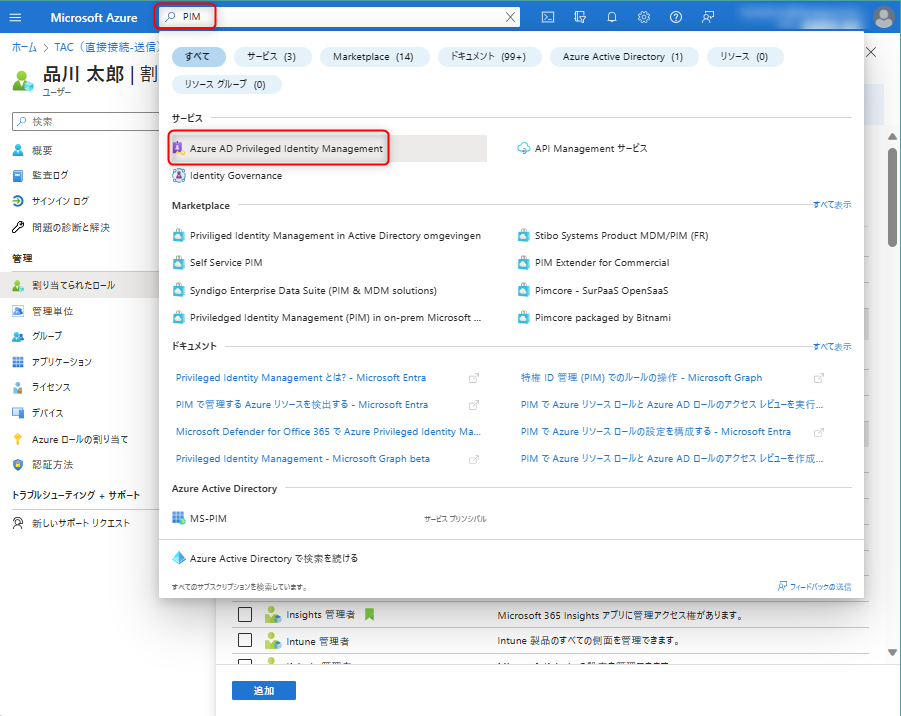 Microsoft Azure
PIM
ホーム > TAC（直接接続-送信）
品川 太郎 | 割
ユーザー
検索
概要
監査ログ
サインイン ログ
問題の診断と解決
管理
割り当てられたロール
管理単位
グループ
アプリケーション
ライセンス
デバイス
Azure ロールの割り当て
認証方法
トラブルシューティング + サポート
新しいサポート リクエスト
すべて
サービス (3)
Marketplace (14)
ドキュメント (99+)
Azure Active Directory (1)
リソース (0)
リソース グループ (0)
サービス
Azure AD Privileged Identity Management
API Management サービス
Identity Governance
Marketplace
すべて表示
Priviliged Identity Management in Active Directory omgevingen
Stibo Systems Product MDM/PIM (FR)
Self Service PIM
PIM Extender for Commercial
Syndigo Enterprise Data Suite (PIM & MDM solutions)
Pimcore - SurPaaS OpenSaaS
Priviledged Identity Management (PIM) in on-prem Microsoft ...
Pimcore packaged by Bitnami
ドキュメント
すべて表示
Privileged Identity Management とは? - Microsoft Entra
特権 ID 管理 (PIM) でのルールの操作 - Microsoft Graph
PIM で管理する Azure リソースを検出する - Microsoft Entra
PIM で Azure リソース ロールと Azure AD ロールのアクセス レビューを実行...
Microsoft Defender for Office 365 で Azure Privileged Identity Ma...
PIM で Azure リソース ロールの設定を構成する - Microsoft Entra
Privileged Identity Management - Microsoft Graph beta
PIM で Azure リソース ロールと Azure AD ロールのアクセス レビューを作成...
Azure Active Directory
MS-PIM
サービス プリンシパル
Azure Active Directory で検索を続ける
すべてのサブスクリプションを検索しています。
フィードバックの送信
Insights 管理者
Microsoft 365 Insights アプリに管理アクセス権があります。
Intune 管理者
Intune 製品のすべての側面を管理できます。
追加